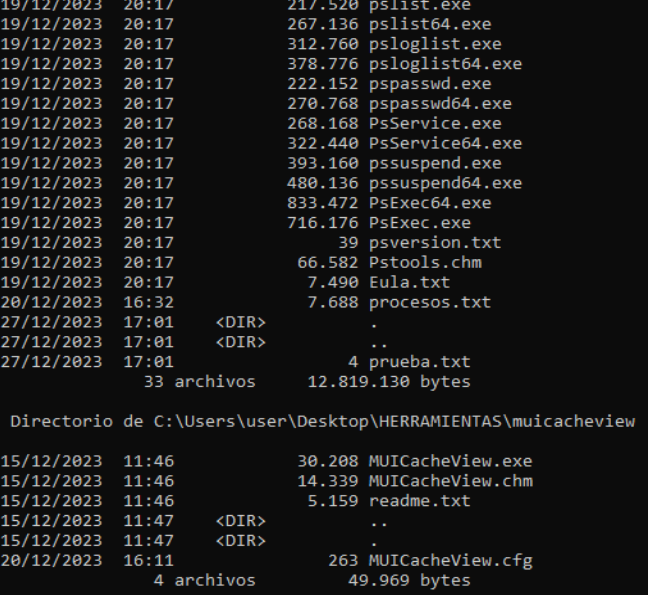 19/12/2023  20:17           217.520 pslist.exe
19/12/2023  20:17           267.136 pslist64.exe
19/12/2023  20:17           312.760 psloglist.exe
19/12/2023  20:17           378.776 psloglist64.exe
19/12/2023  20:17           222.152 pspasswd.exe
19/12/2023  20:17           270.768 pspasswd64.exe
19/12/2023  20:17           268.168 PsService.exe
19/12/2023  20:17           322.440 PsService64.exe
19/12/2023  20:17           393.160 pssuspend.exe
19/12/2023  20:17           480.136 pssuspend64.exe
19/12/2023  20:17           833.472 PsExec64.exe
19/12/2023  20:17           716.176 PsExec.exe
19/12/2023  20:17                39 psversion.txt
19/12/2023  20:17            66.582 Pstools.chm
19/12/2023  20:17             7.490 Eula.txt
20/12/2023  16:32             7.688 procesos.txt
27/12/2023  17:01    <DIR>          .
27/12/2023  17:01    <DIR>          ..
27/12/2023  17:01                 4 prueba.txt
33 archivos     12.819.130 bytes
Directorio de C:\Users\user\Desktop\HERRAMIENTAS\muicacheview
15/12/2023  11:46            30.208 MUICacheView.exe
15/12/2023  11:46            14.339 MUICacheView.chm
15/12/2023  11:46             5.159 readme.txt
15/12/2023  11:47    <DIR>          ..
15/12/2023  11:47    <DIR>          .
20/12/2023  16:11               263 MUICacheView.cfg
4 archivos         49.969 bytes